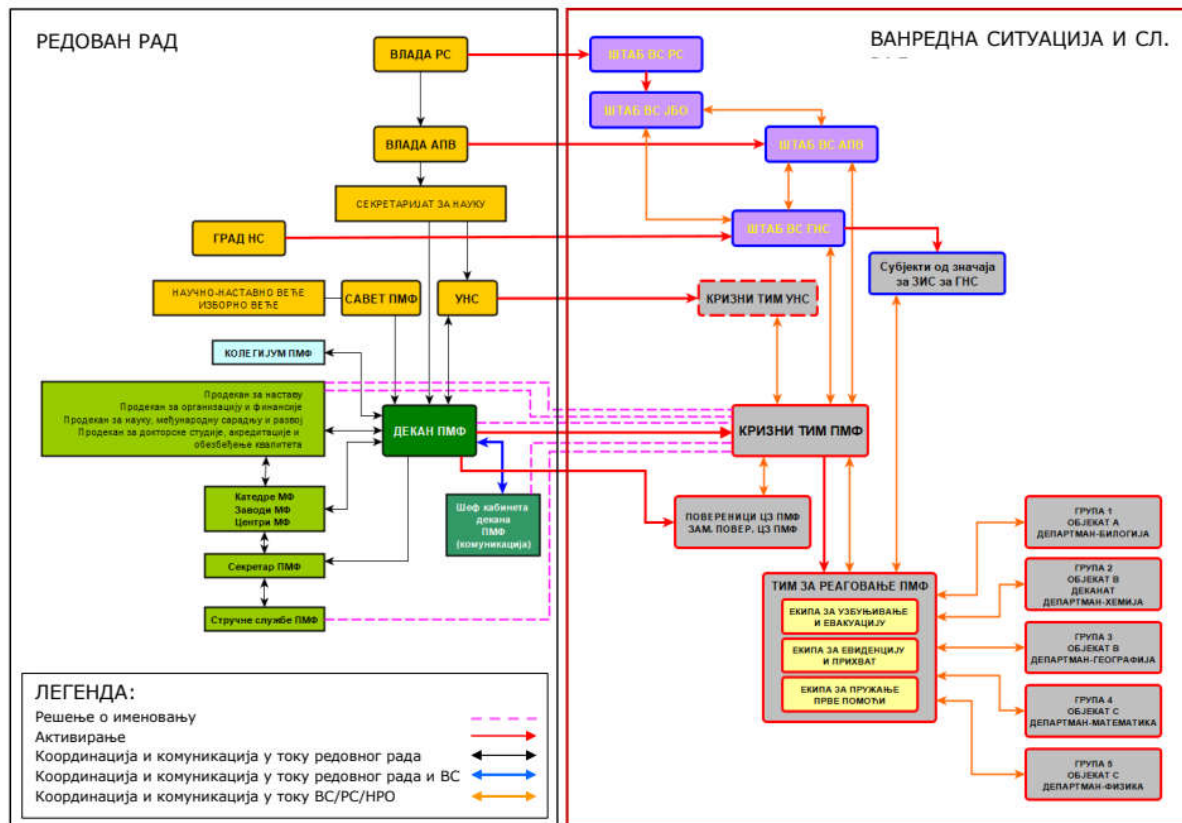 РЕДОВАН РАД
ВЛАДА РС
ВЛАДА АПВ
СЕКРЕТАРИЈАТ ЗА НАУКУ
ГРАД НС
НАУЧНО-НАСТАВНО ВЕЋЕ
ИЗБОРНО ВЕЋЕ
САВЕТ ПМФ
УНС
КОЛЕГИЈУМ ПМФ
Продекан за наставу
Продекан за организацију и финансије
Продекан за науку, међународну сарадњу и развој
Продекан за докторске студије, акредитације и
обезбеђење квалитета
ДЕКАН ПМФ
Катедре МФ
Заводи МФ
Центри МФ
Шеф кабинета
декана
ПМФ
(комуникација)
Секретар ПМФ
Стручне службе ПМФ
ЛЕГЕНДА:
Решење о именовању
Активирање
Координација и комуникација у току редовног рада
Координација и комуникација у току редовног рада и ВС
Координација и комуникација у току ВС/РС/НРО
ВАНРЕДНА СИТУАЦИЈА И СЛ.
ШТАБ ВС РС
ШТАБ ВС ЈБО
ШТАБ ВС АПВ
ШТАБ ВС ГНС
Субјекти од значаја
за ЗИС за ГНС
КРИЗНИ ТИМ УНС
КРИЗНИ ТИМ ПМФ
ПОВЕРЕНИЦИ ЦЗ ПМФ
ЗАМ. ПОВЕР. ЦЗ ПМФ
ТИМ ЗА РЕАГОВАЊЕ ПМФ
ЕКИПА ЗА УЗБУЊИВАЊЕ
И ЕВАКУАЦИЈУ
ЕКИПА ЗА ЕВИДЕНЦИЈУ
И ПРИХВАТ
ЕКИПА ЗА ПРУЖАЊЕ
ПРВЕ ПОМОЋИ
ГРУПА 1
ОБЈЕКАТ А
ДЕПАРТМАН-БИЛОГИЈА
ГРУПА 2
ОБЈЕКАТ В
ДЕКАНАТ
ДЕПАРТМАН-ХЕМИЈА
ГРУПА 3
ОБЈЕКАТ В
ДЕПАРТМАН-ГЕОГРАФИЈА
ГРУПА 4
ОБЈЕКАТ С
ДЕПАРТМАН-МАТЕМАТИКА
ГРУПА 5
ОБЈЕКАТ С
ДЕПАРТМАН-ФИЗИКА